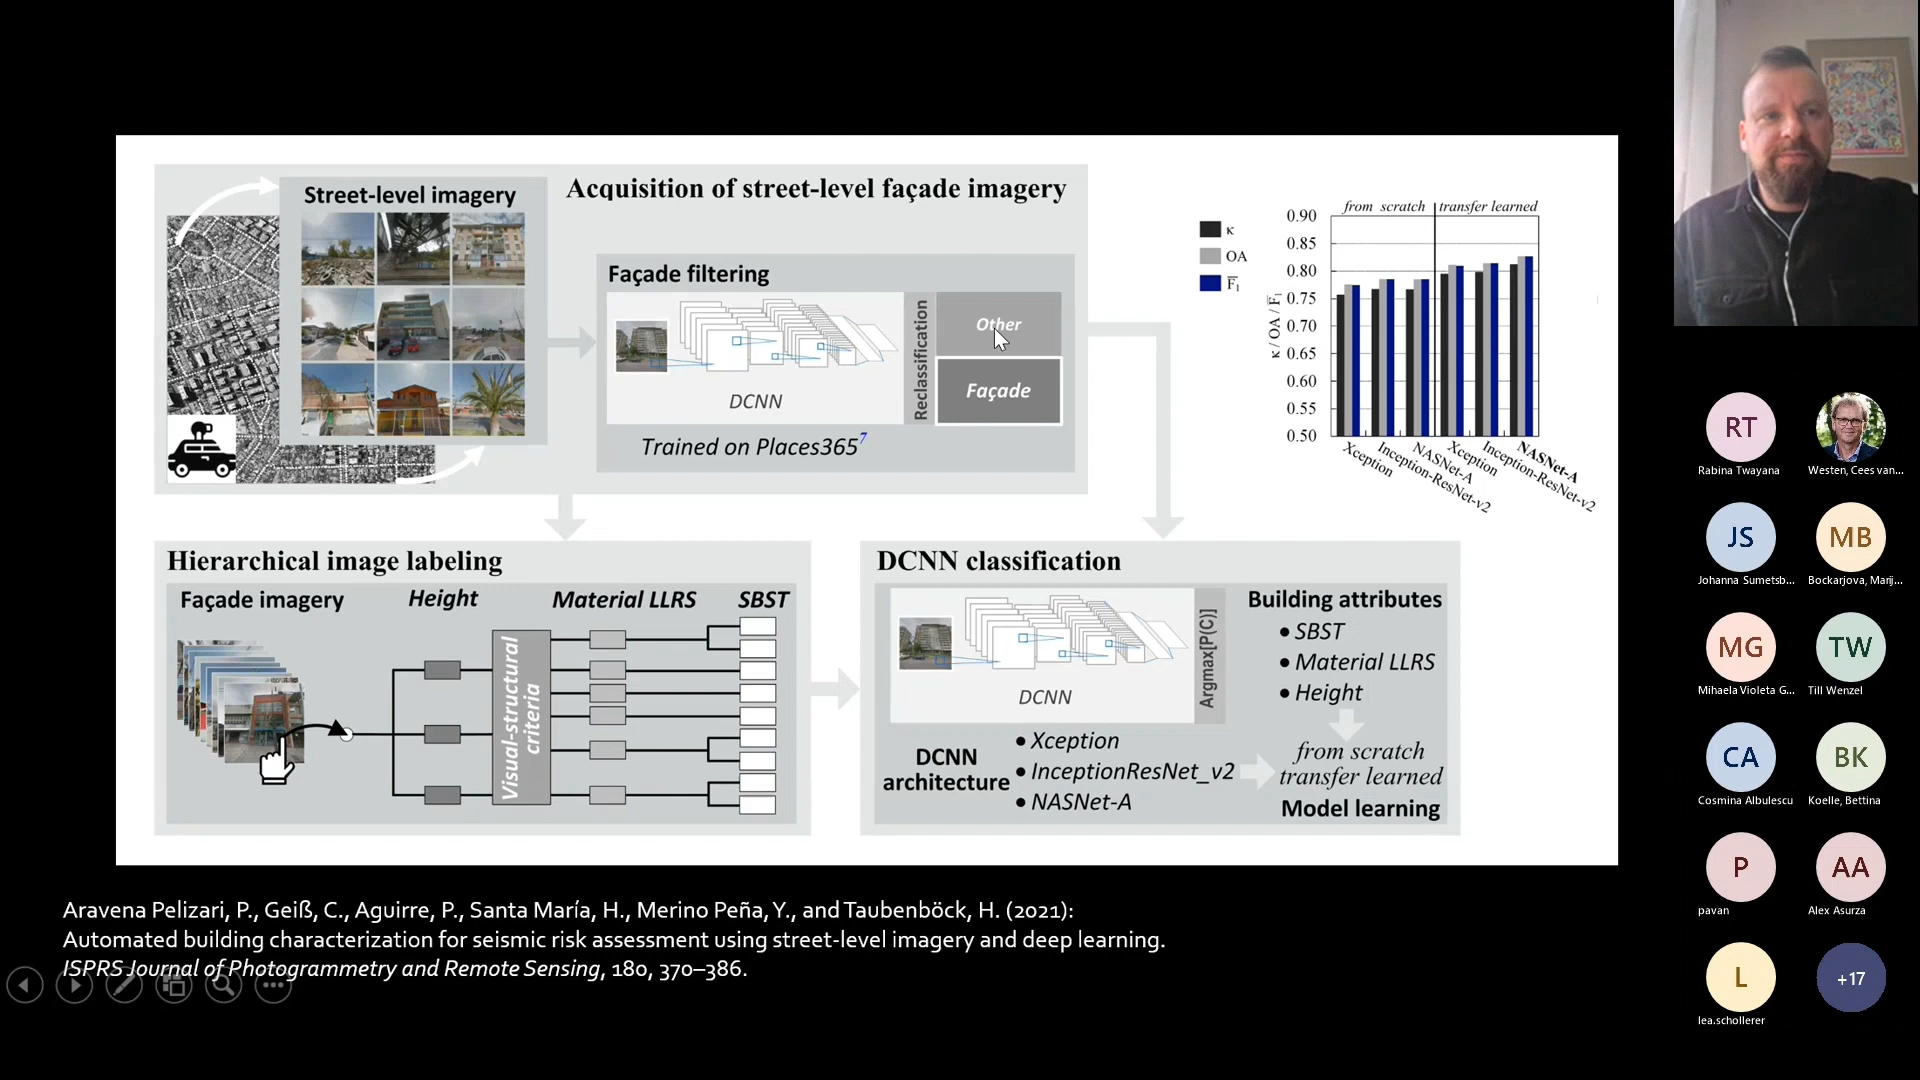 Street-level imagery
Acquisition of street-level façade imagery
Façade filtering
DCNN
Reclassification
Other
Façade
Trained on Places365⁷
κ
OA
F̅₁
from scratch
transfer learned
κ / OA / F̅₁
0.90
0.85
0.80
0.75
0.70
0.65
0.60
0.55
0.50
Xception
Inception-ResNet-v2
NASNet-A
Xception
Inception-ResNet-v2
NASNet-A
Hierarchical image labeling
Façade imagery
Height
Material LLRS
SBST
Visual-structural
criteria
DCNN classification
DCNN
Argmax[P(C)]
Building attributes
• SBST
• Material LLRS
• Height
DCNN
architecture
• Xception
• InceptionResNet_v2
• NASNet-A
from scratch
transfer learned
Model learning
Aravena Pelizari, P., Geiß, C., Aguirre, P., Santa María, H., Merino Peña, Y., and Taubenböck, H. (2021):
Automated building characterization for seismic risk assessment using street-level imagery and deep learning.
ISPRS Journal of Photogrammetry and Remote Sensing, 180, 370–386.
RT
Rabina Twayana
Westen, Cees van...
JS
Johanna Sumetsb...
MB
Bockarjova, Marij...
MG
Mihaela Violeta G...
TW
Till Wenzel
CA
Cosmina Albulescu
BK
Koelle, Bettina
P
pavan
AA
Alex Asurza
L
lea.schollerer
+17